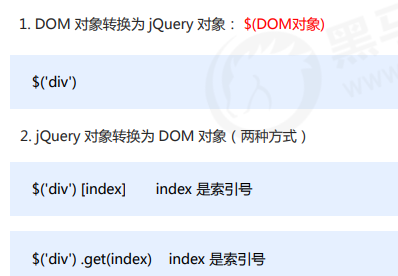 1. DOM 对象转换为 jQuery 对象： $(DOM对象)
$('div')
2. jQuery 对象转换为 DOM 对象（两种方式）
$('div') [index] index 是索引号
$('div') .get(index) index 是索引号